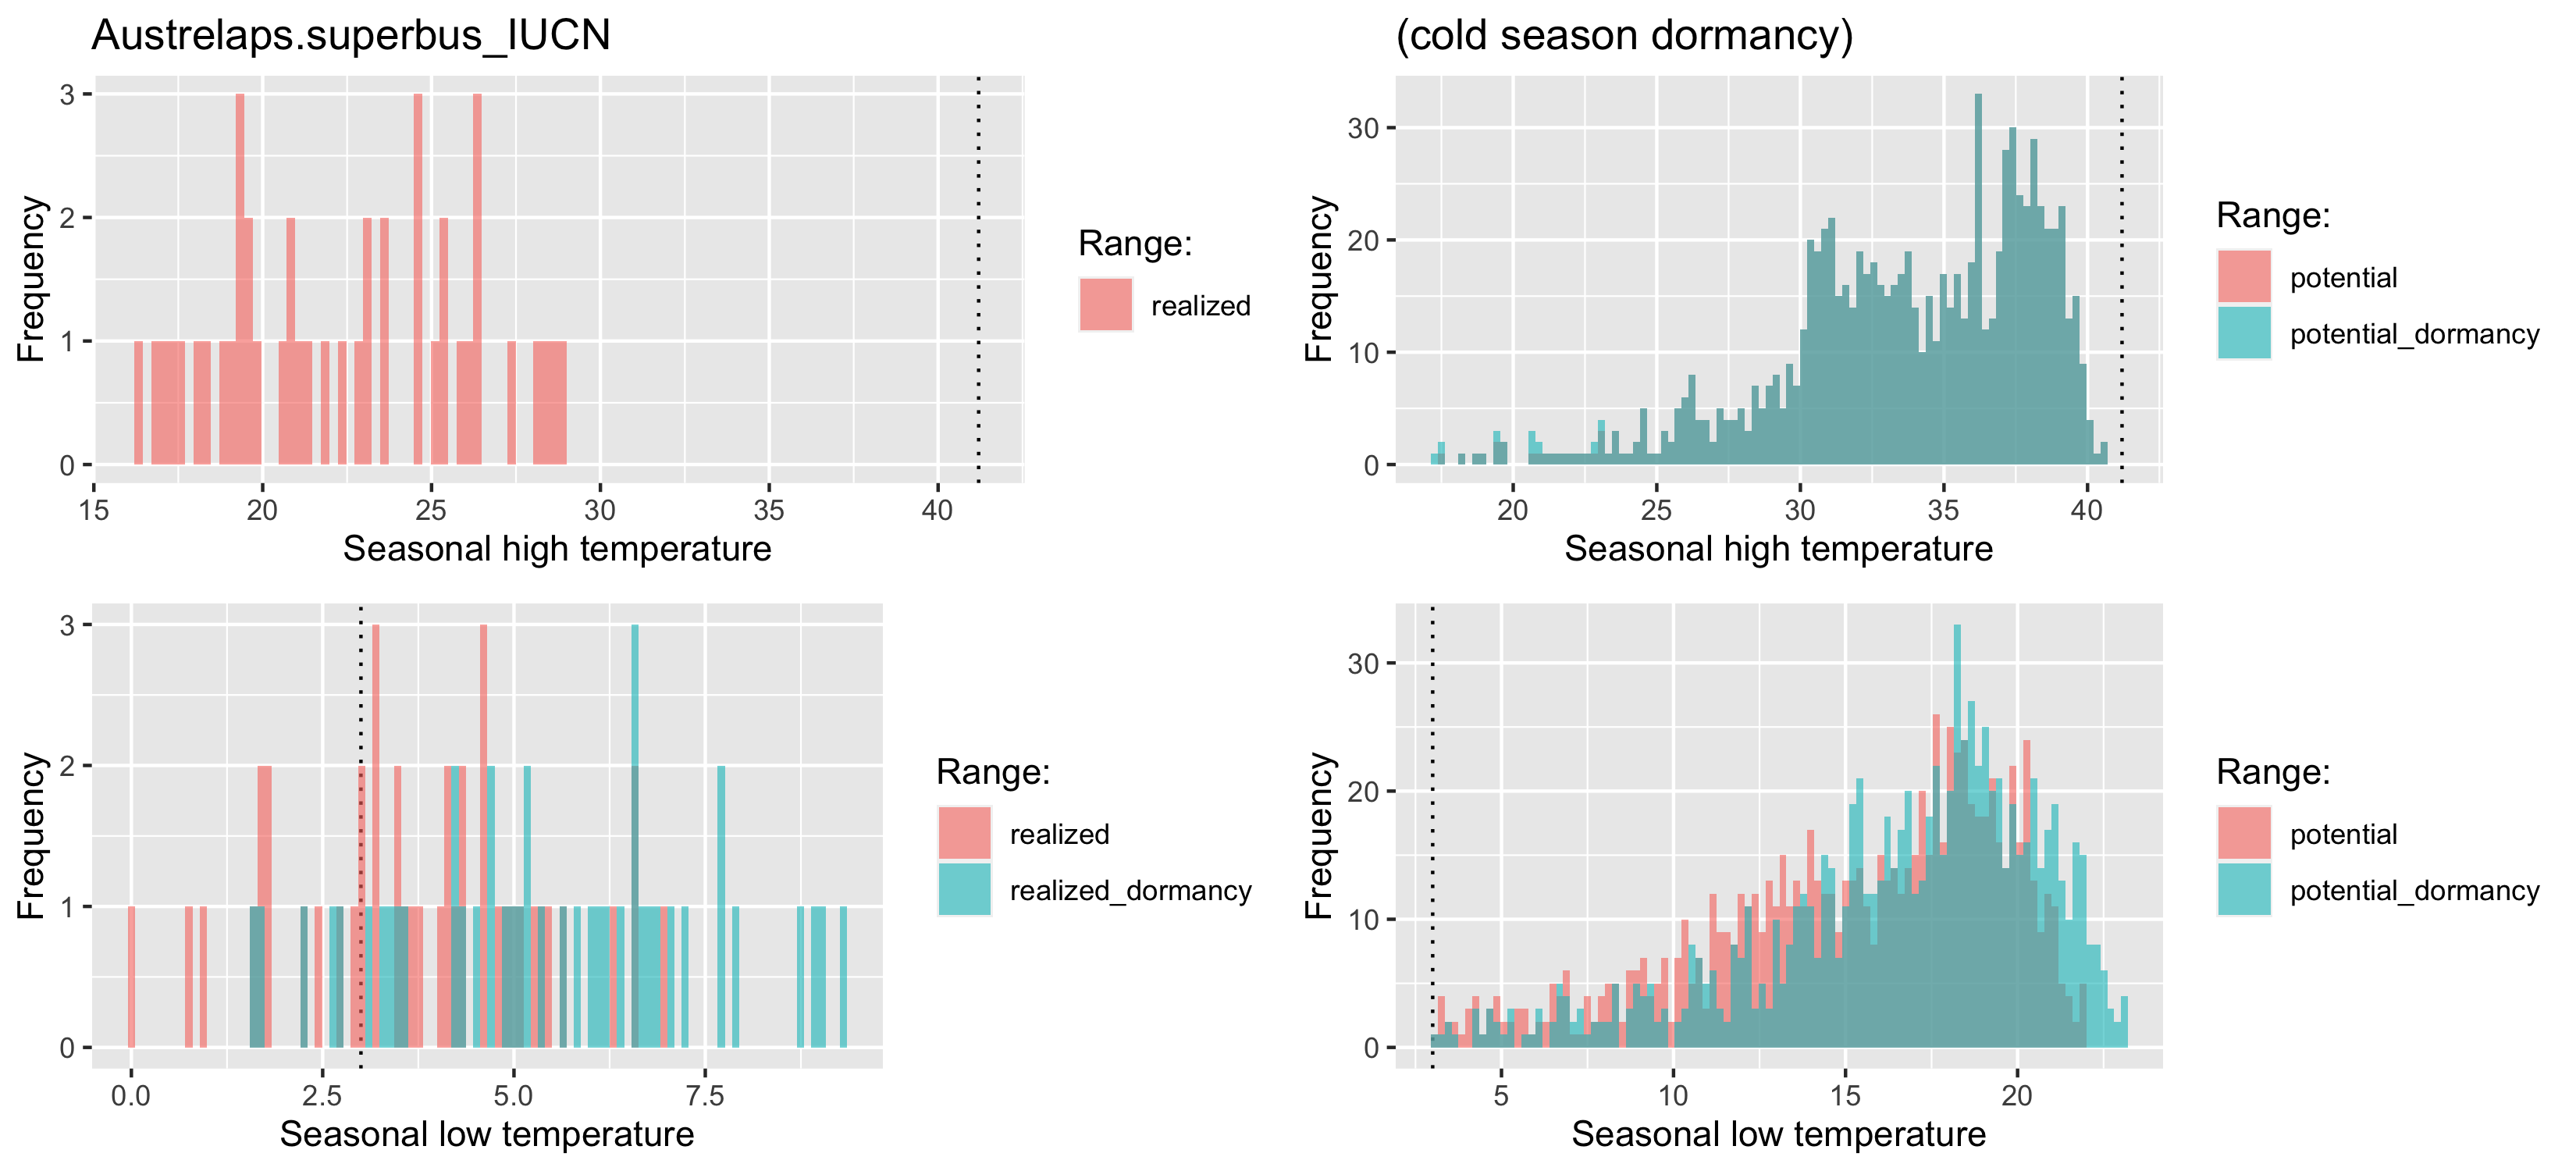 Austrelaps.superbus_IUCN
Frequency
3
2
1
0
15 20 25 30 35 40
Seasonal high temperature
Range:
realized
(cold season dormancy)
Frequency
30
20
10
0
20 25 30 35 40
Seasonal high temperature
Range:
potential
potential_dormancy
Frequency
3
2
1
0
0.0 2.5 5.0 7.5
Seasonal low temperature
Range:
realized
realized_dormancy
Frequency
30
20
10
0
5 10 15 20
Seasonal low temperature
Range:
potential
potential_dormancy